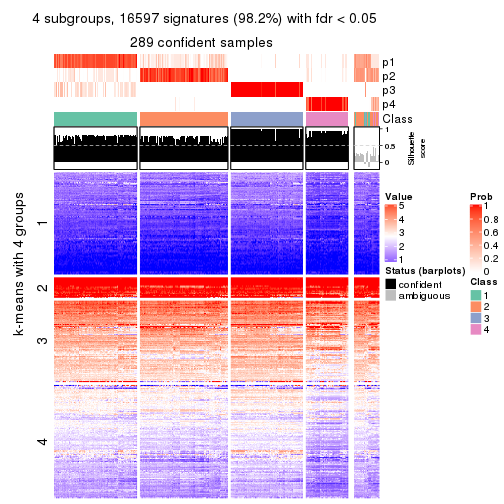 4 subgroups, 16597 signatures (98.2%) with fdr < 0.05
289 confident samples
p1
p2
p3
p4
Class
1
0.5
0
Silhouette
score
k-means with 4 groups
1
2
3
4
Value
5
4
3
2
1
Status (barplots)
confident
ambiguous
Prob
1
0.8
0.6
0.4
0.2
0
Class
1
2
3
4